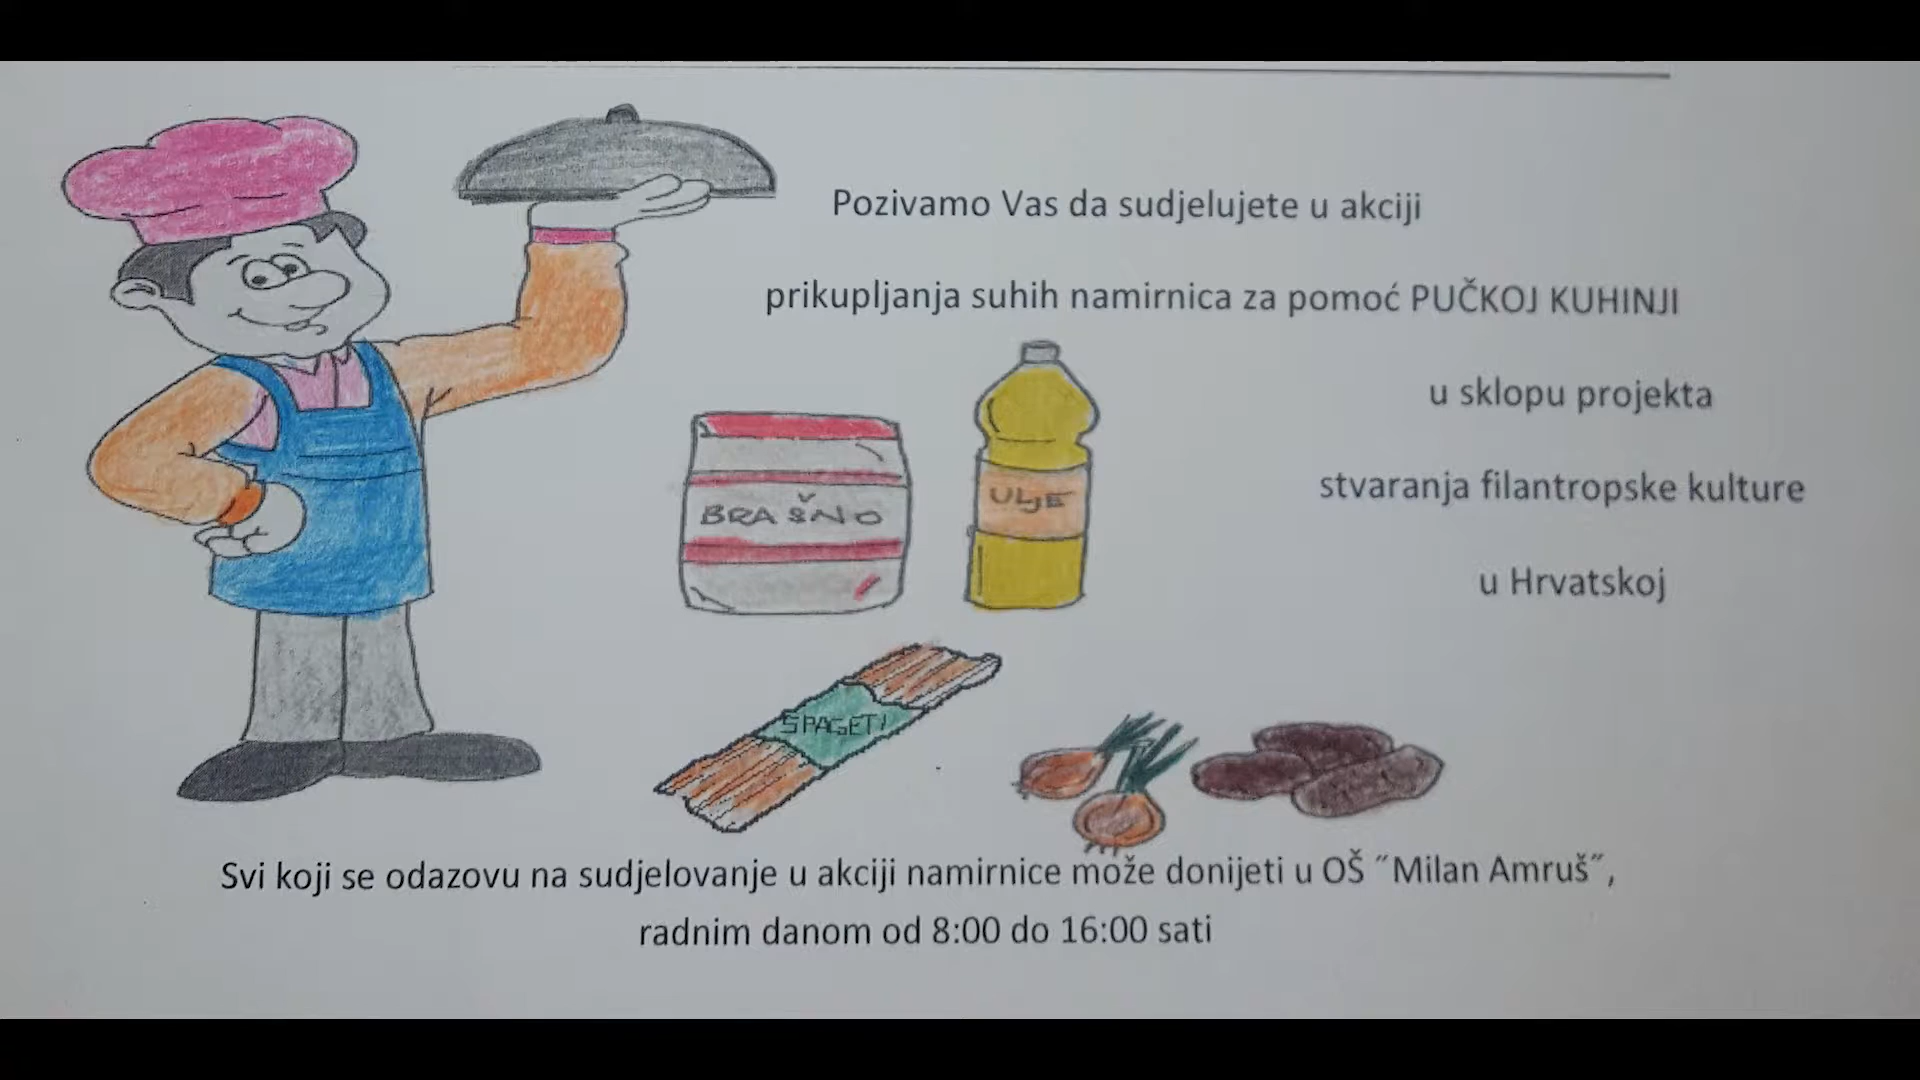 Pozivamo Vas da sudjelujete u akciji
prikupljanja suhih namirnica za pomoć PUČKOJ KUHINJI
u sklopu projekta
stvaranja filantropske kulture
u Hrvatskoj
BRAŠNO
ULJE
ŠPAGETI
Svi koji se odazovu na sudjelovanje u akciji namirnice može donijeti u OŠ ˝Milan Amruš˝,
radnim danom od 8:00 do 16:00 sati